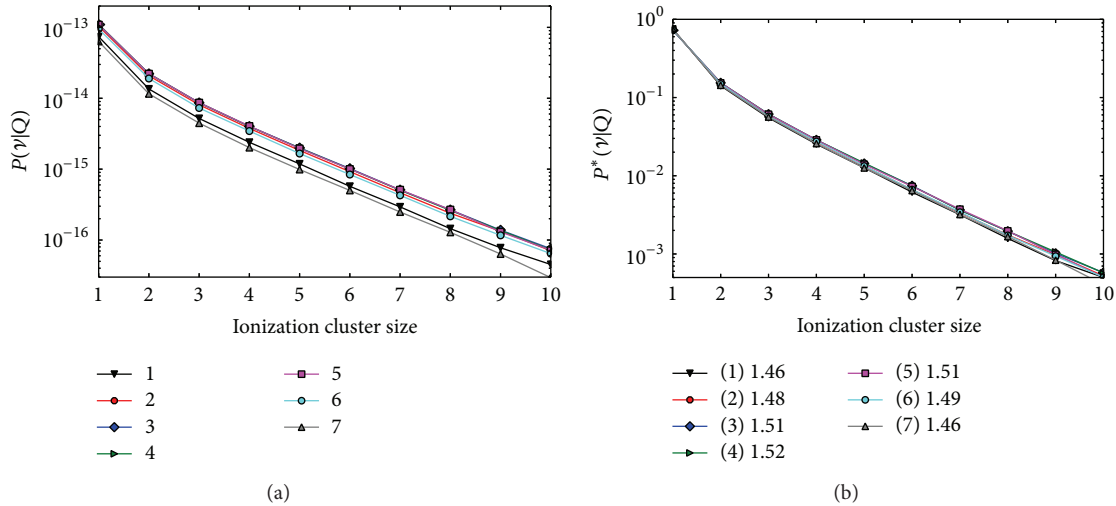 10⁻¹³
10⁻¹⁴
10⁻¹⁵
10⁻¹⁶
P(ν|Q)
1 2 3 4 5 6 7 8 9 10
Ionization cluster size
1 5
2 6
3 7
4
(a)
10⁰
10⁻¹
10⁻²
10⁻³
P*(ν|Q)
1 2 3 4 5 6 7 8 9 10
Ionization cluster size
(1) 1.46 (5) 1.51
(2) 1.48 (6) 1.49
(3) 1.51 (7) 1.46
(4) 1.52
(b)